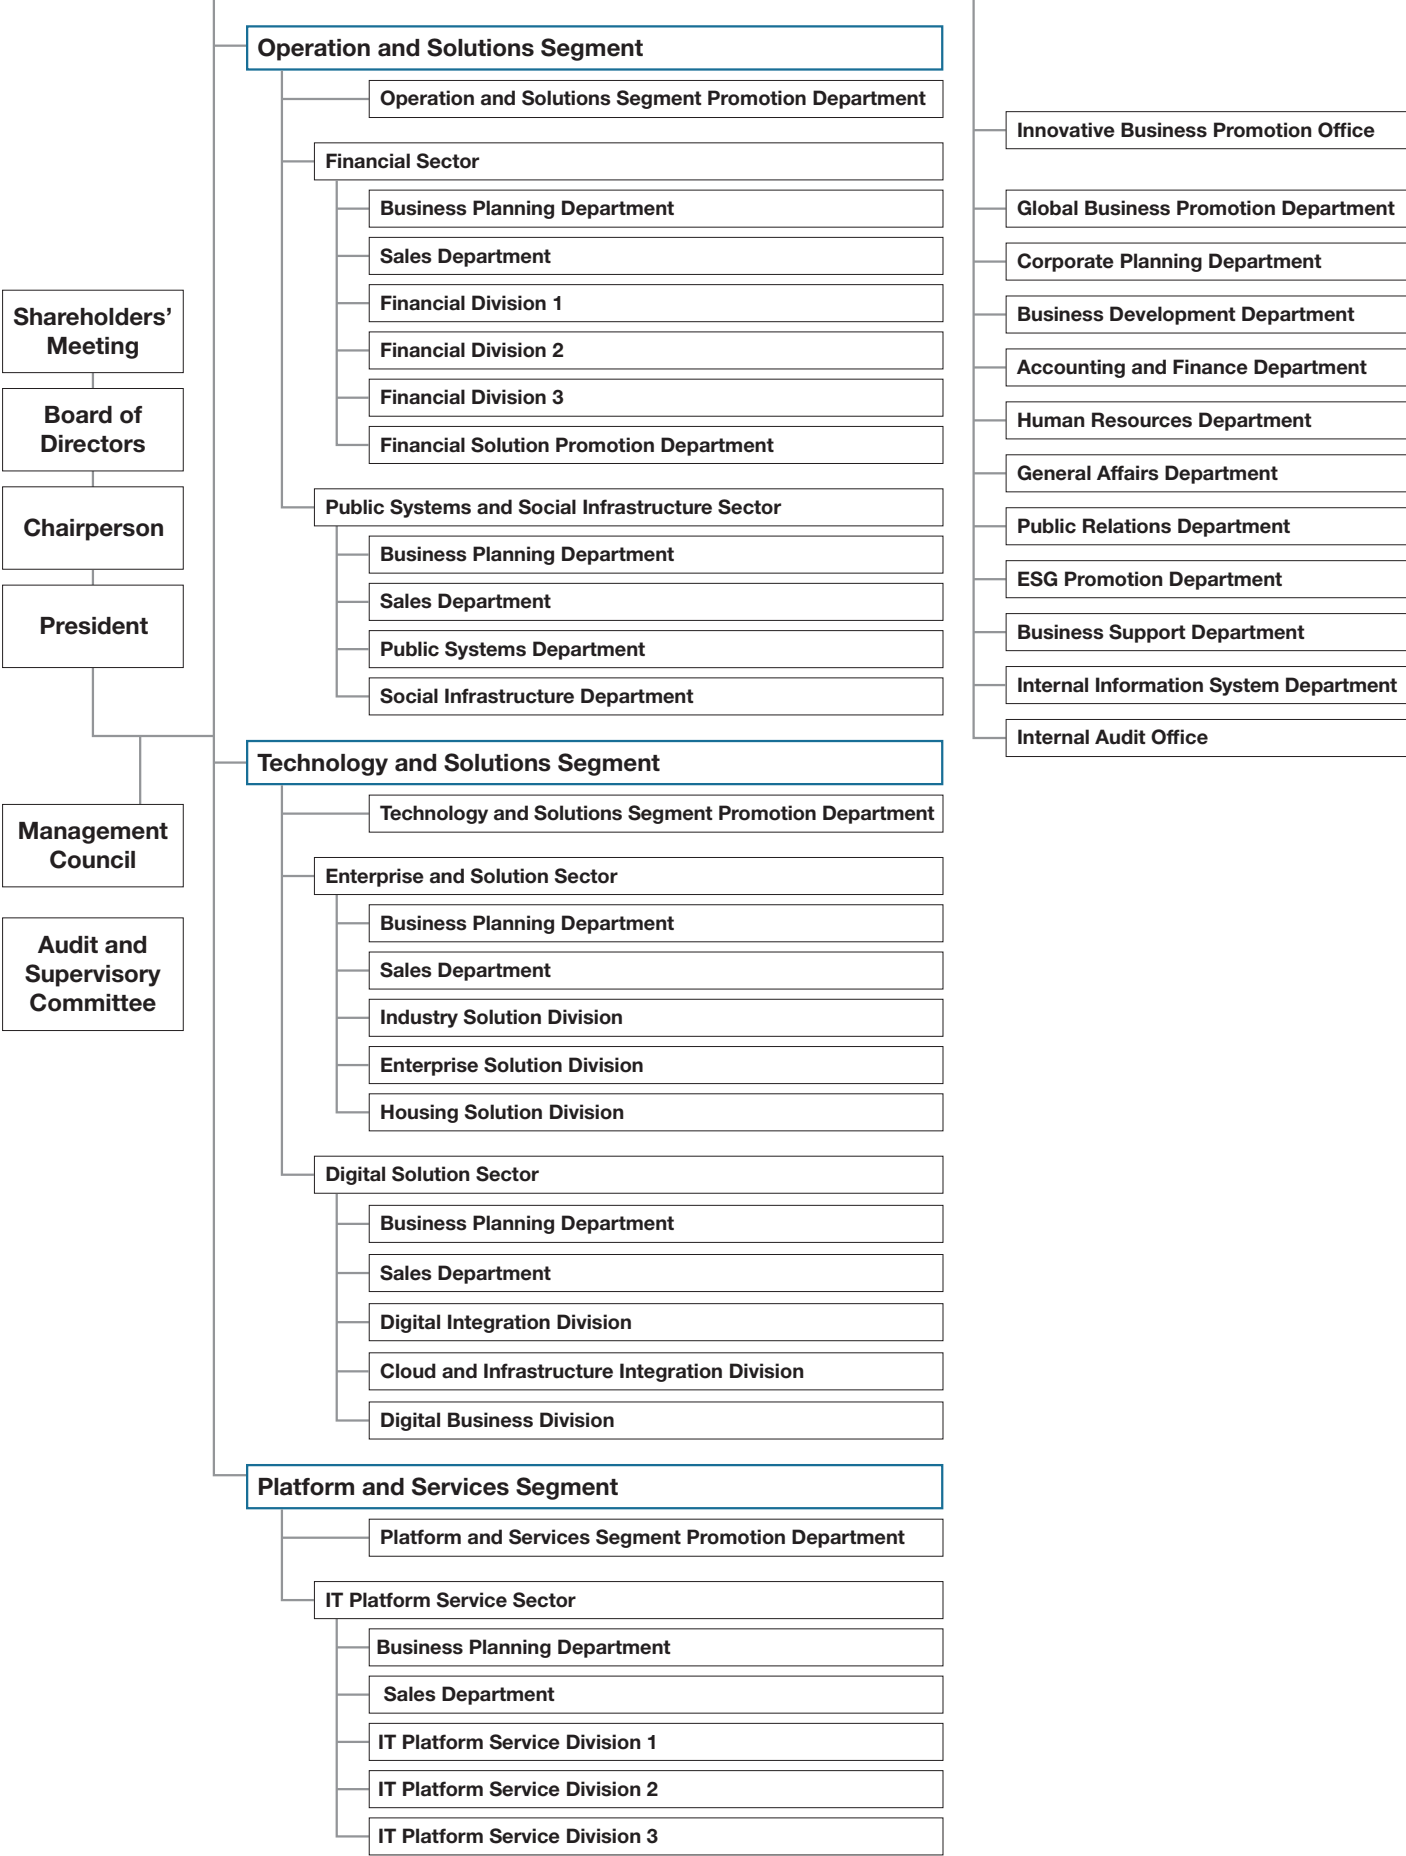 Shareholders’
Meeting
Board of
Directors
Chairperson
President
Management
Council
Audit and
Supervisory
Committee
Operation and Solutions Segment
Operation and Solutions Segment Promotion Department
Financial Sector
Business Planning Department
Sales Department
Financial Division 1
Financial Division 2
Financial Division 3
Financial Solution Promotion Department
Public Systems and Social Infrastructure Sector
Business Planning Department
Sales Department
Public Systems Department
Social Infrastructure Department
Technology and Solutions Segment
Technology and Solutions Segment Promotion Department
Enterprise and Solution Sector
Business Planning Department
Sales Department
Industry Solution Division
Enterprise Solution Division
Housing Solution Division
Digital Solution Sector
Business Planning Department
Sales Department
Digital Integration Division
Cloud and Infrastructure Integration Division
Digital Business Division
Platform and Services Segment
Platform and Services Segment Promotion Department
IT Platform Service Sector
Business Planning Department
Sales Department
IT Platform Service Division 1
IT Platform Service Division 2
IT Platform Service Division 3
Innovative Business Promotion Office
Global Business Promotion Department
Corporate Planning Department
Business Development Department
Accounting and Finance Department
Human Resources Department
General Affairs Department
Public Relations Department
ESG Promotion Department
Business Support Department
Internal Information System Department
Internal Audit Office